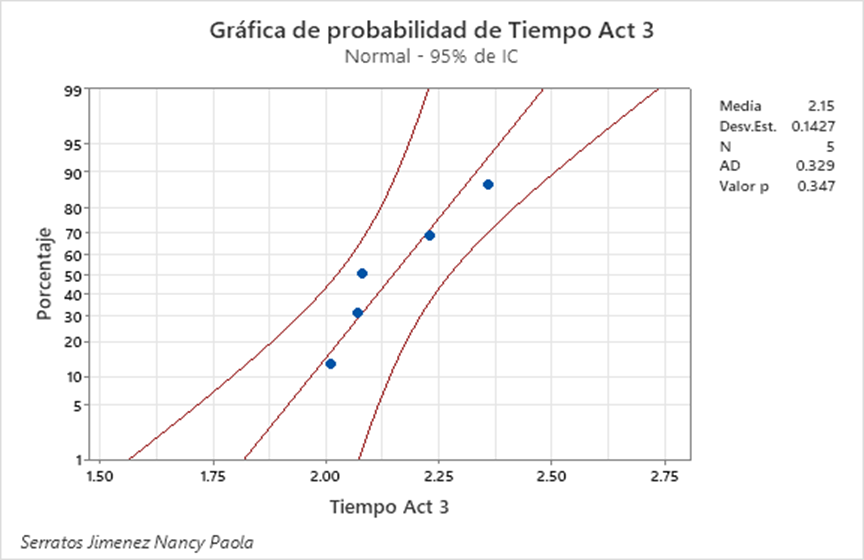 Gráfica de probabilidad de Tiempo Act 3
Normal - 95% de IC
99
95
90
80
70
60
50
40
30
20
10
5
1
Porcentaje
1.50 1.75 2.00 2.25 2.50 2.75
Tiempo Act 3
Media 2.15
Desv.Est. 0.1427
N 5
AD 0.329
Valor p 0.347
Serratos Jimenez Nancy Paola